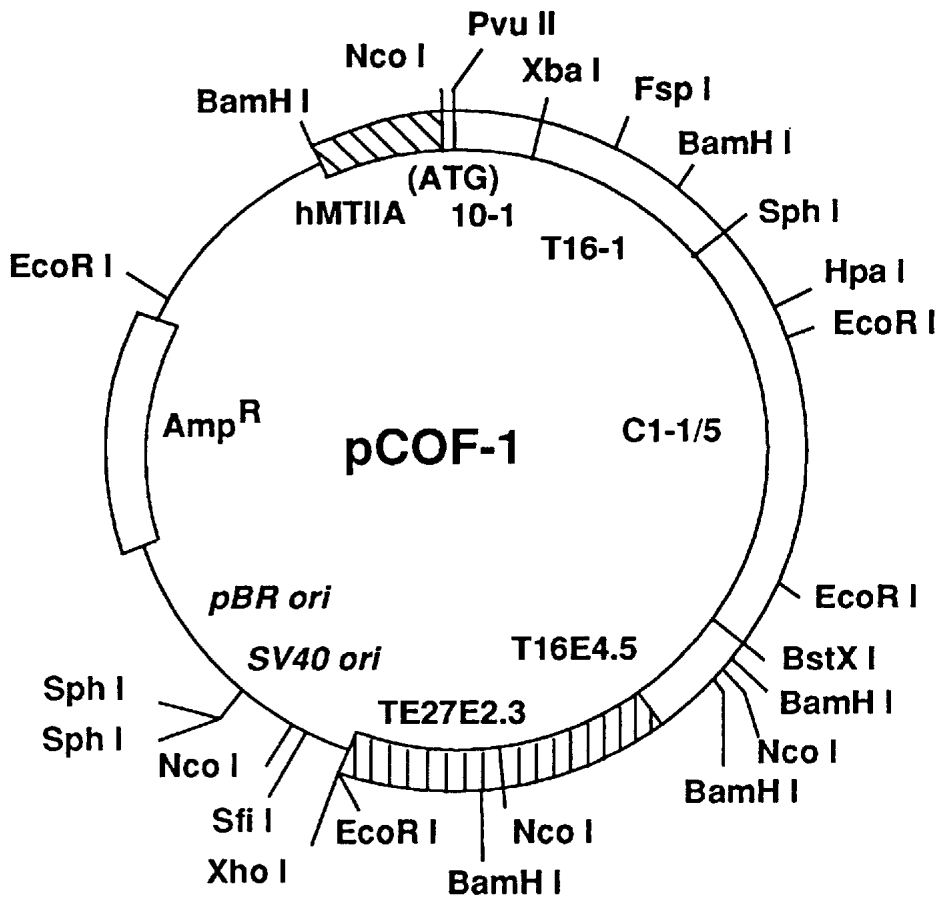 Pvu II
Nco I
Xba I
Fsp I
BamH I
BamH I
(ATG)
hMTIIA
10-1
Sph I
T16-1
EcoR I
Hpa I
EcoR I
Amp^R
pCOF-1
C1-1/5
pBR ori
EcoR I
SV40 ori
T16E4.5
BstX I
Sph I
BamH I
TE27E2.3
Sph I
Nco I
Nco I
BamH I
Sfi I
EcoR I
Nco I
Xho I
BamH I